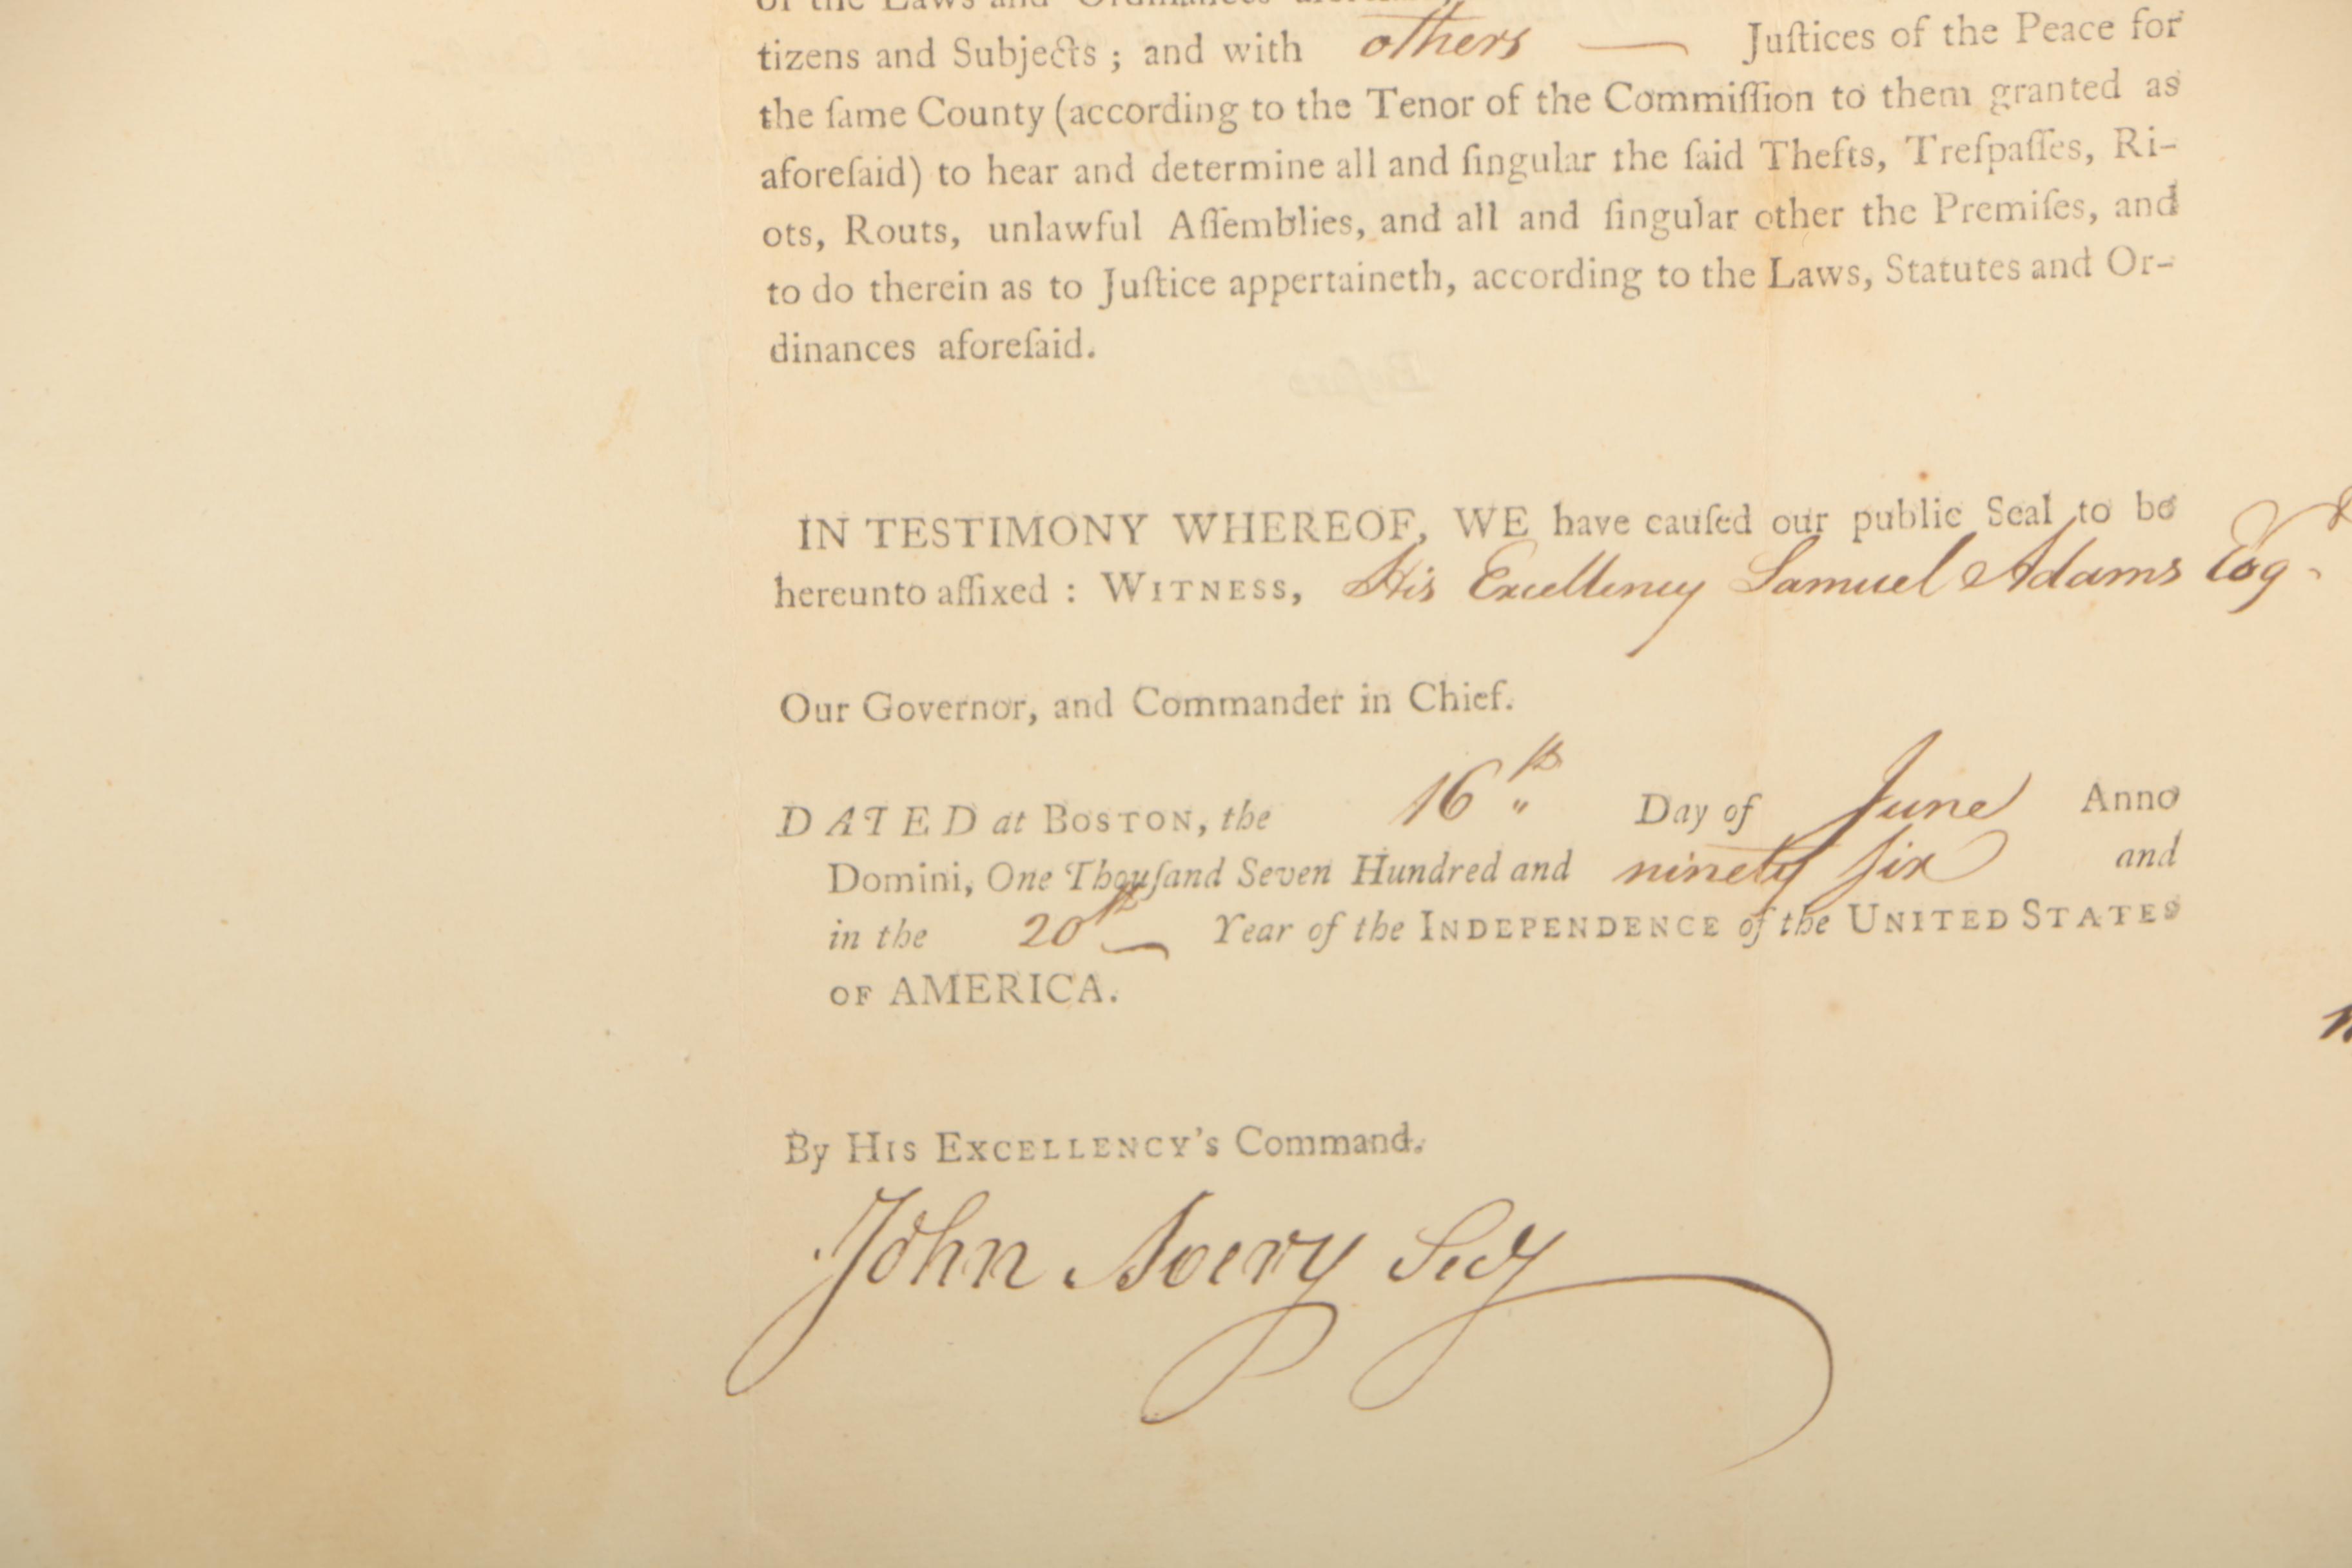 of the Laws and Ordinances
tizens and Subjects ; and with others — Juſtices of the Peace for
the ſame County (according to the Tenor of the Commiſſion to them granted as
aforeſaid) to hear and determine all and ſingular the ſaid Thefts, Treſpaſſes, Ri-
ots, Routs, unlawful Aſſemblies, and all and ſingular other the Premiſes, and
to do therein as to Juſtice appertaineth, according to the Laws, Statutes and Or-
dinances aforeſaid.
IN TESTIMONY WHEREOF, WE have cauſed our public Seal to be
hereunto affixed : WITNESS, His Excellency Samuel Adams Esqr
Our Governor, and Commander in Chief.
DATED at BOSTON, the 16th Day of June Anno
Domini, One Thouſand Seven Hundred and ninety ſix and
in the 20th — Year of the INDEPENDENCE of the UNITED STATES
OF AMERICA.
By HIS EXCELLENCY'S Command.
John Avery Secy